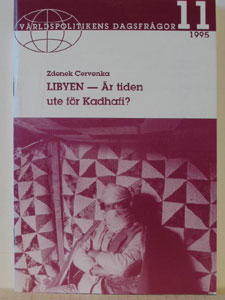 VÄRLDSPOLITIKENS DAGSFRÅGOR 11
1995
Zdenek Cervenka
LIBYEN — Är tiden
ute för Kadhafi?